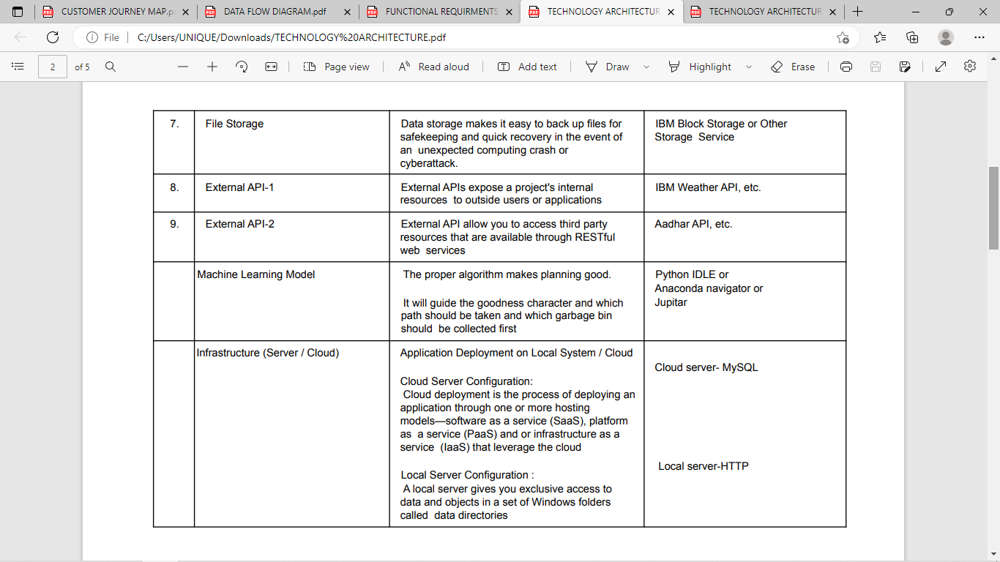 CUSTOMER JOURNEY MAP.p
DATA FLOW DIAGRAM.pdf
FUNCTIONAL REQUIRMENTS
TECHNOLOGY ARCHITECTUR
TECHNOLOGY ARCHITECTUR
File
C:/Users/UNIQUE/Downloads/TECHNOLOGY%20ARCHITECTURE.pdf
2 of 5
Page view
Read aloud
Add text
Draw
Highlight
Erase
7.
File Storage
Data storage makes it easy to back up files for
safekeeping and quick recovery in the event of
an unexpected computing crash or
cyberattack.
IBM Block Storage or Other
Storage Service
8.
External API-1
External APIs expose a project's internal
resources to outside users or applications
IBM Weather API, etc.
9.
External API-2
External API allow you to access third party
resources that are available through RESTful
web services
Aadhar API, etc.
Machine Learning Model
The proper algorithm makes planning good.
It will guide the goodness character and which
path should be taken and which garbage bin
should be collected first
Python IDLE or
Anaconda navigator or
Jupitar
Infrastructure (Server / Cloud)
Application Deployment on Local System / Cloud
Cloud Server Configuration:
Cloud deployment is the process of deploying an
application through one or more hosting
models—software as a service (SaaS), platform
as a service (PaaS) and or infrastructure as a
service (IaaS) that leverage the cloud
Local Server Configuration :
A local server gives you exclusive access to
data and objects in a set of Windows folders
called data directories
Cloud server- MySQL
Local server-HTTP